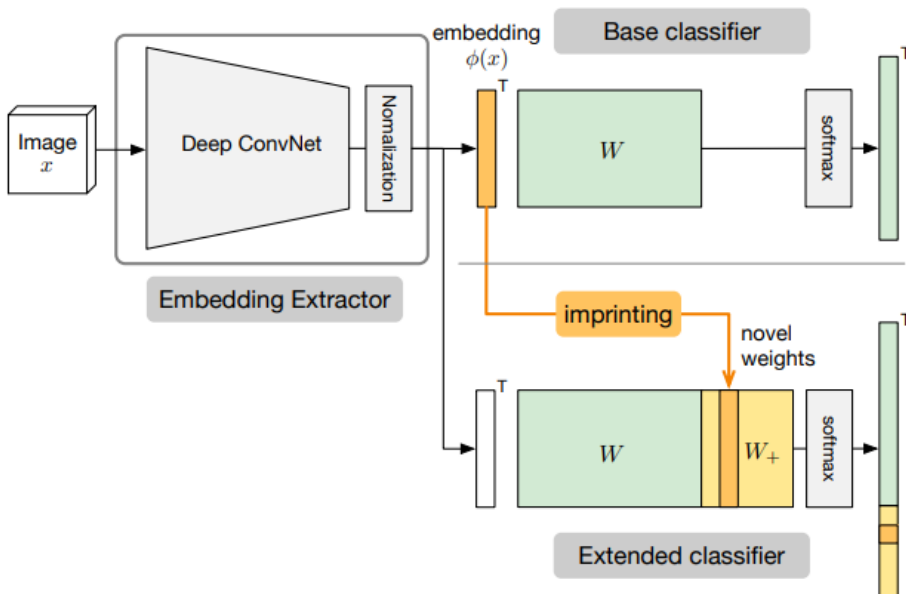 embedding
ϕ(x)
Base classifier
T
T
Image
x
Deep ConvNet
Nomalization
W
softmax
Embedding Extractor
imprinting
novel
weights
T
T
W
W+
softmax
Extended classifier